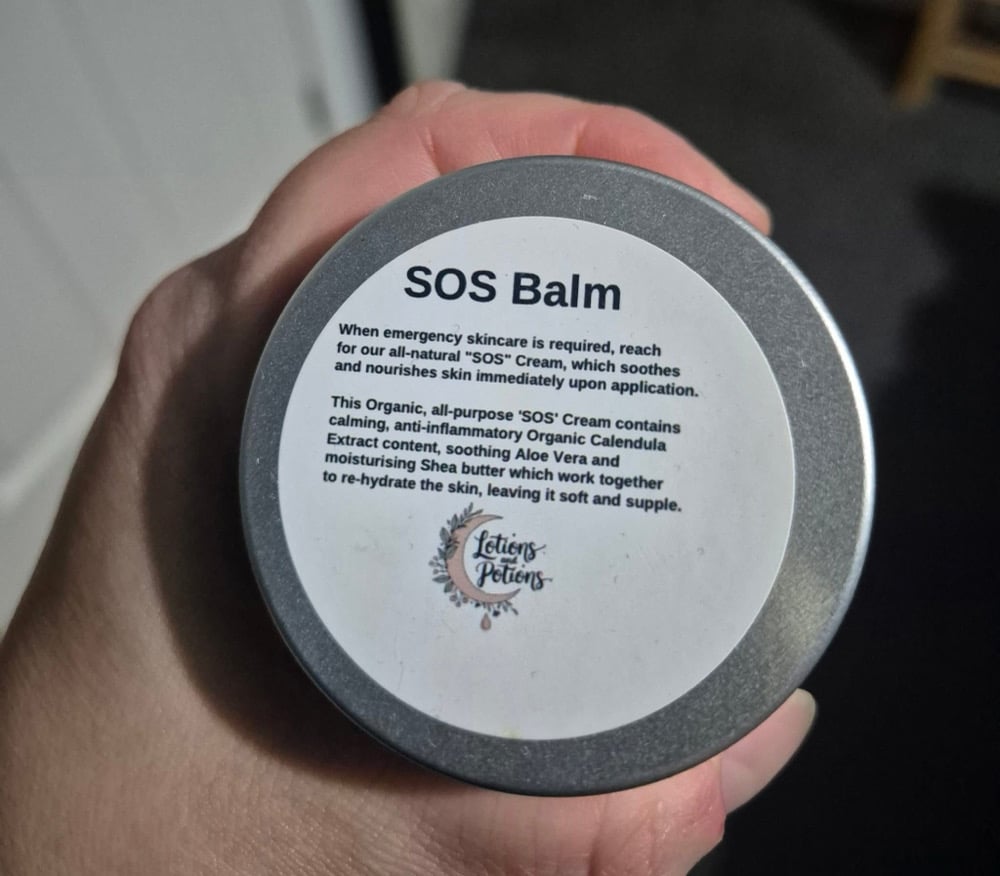 SOS Balm
When emergency skincare is required, reach
for our all-natural "SOS" Cream, which soothes
and nourishes skin immediately upon application.
This Organic, all-purpose 'SOS' Cream contains
calming, anti-inflammatory Organic Calendula
Extract content, soothing Aloe Vera and
moisturising Shea butter which work together
to re-hydrate the skin, leaving it soft and supple.
Lotions
and
Potions